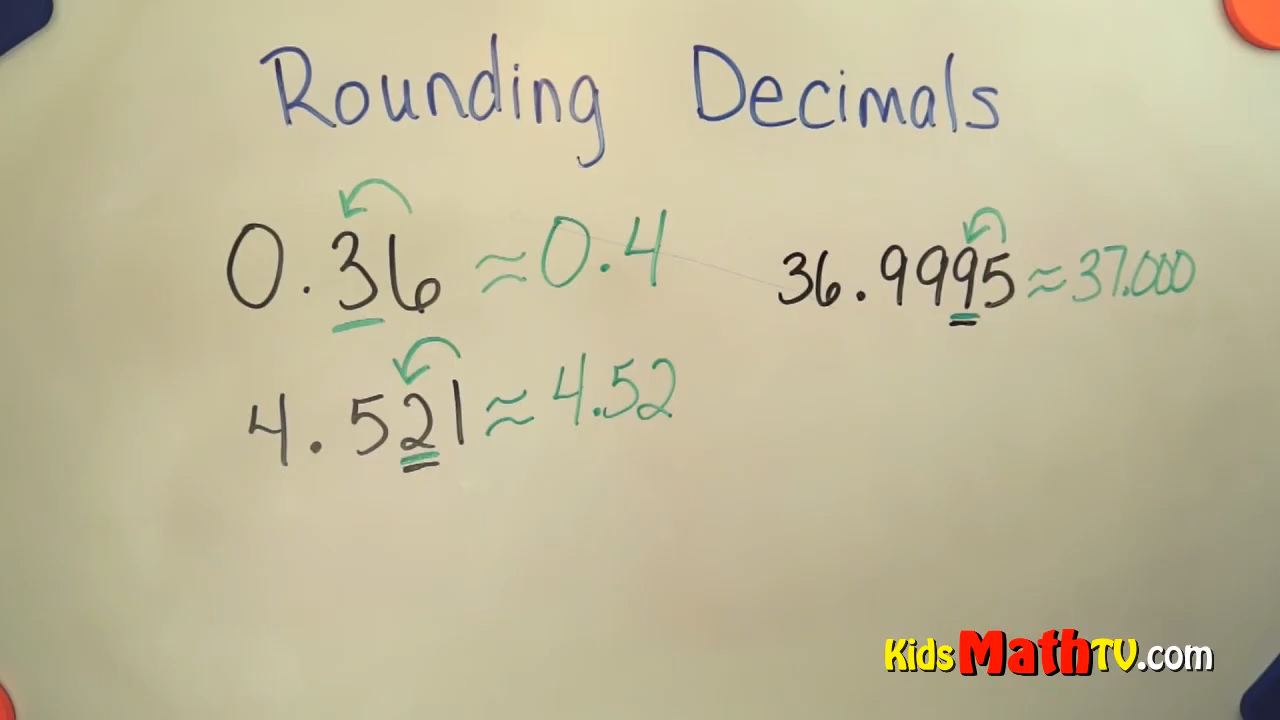 Rounding Decimals
0.36 ≈ 0.4
4.521 ≈ 4.52
36.9995 ≈ 37.000
KidsMathTV.com